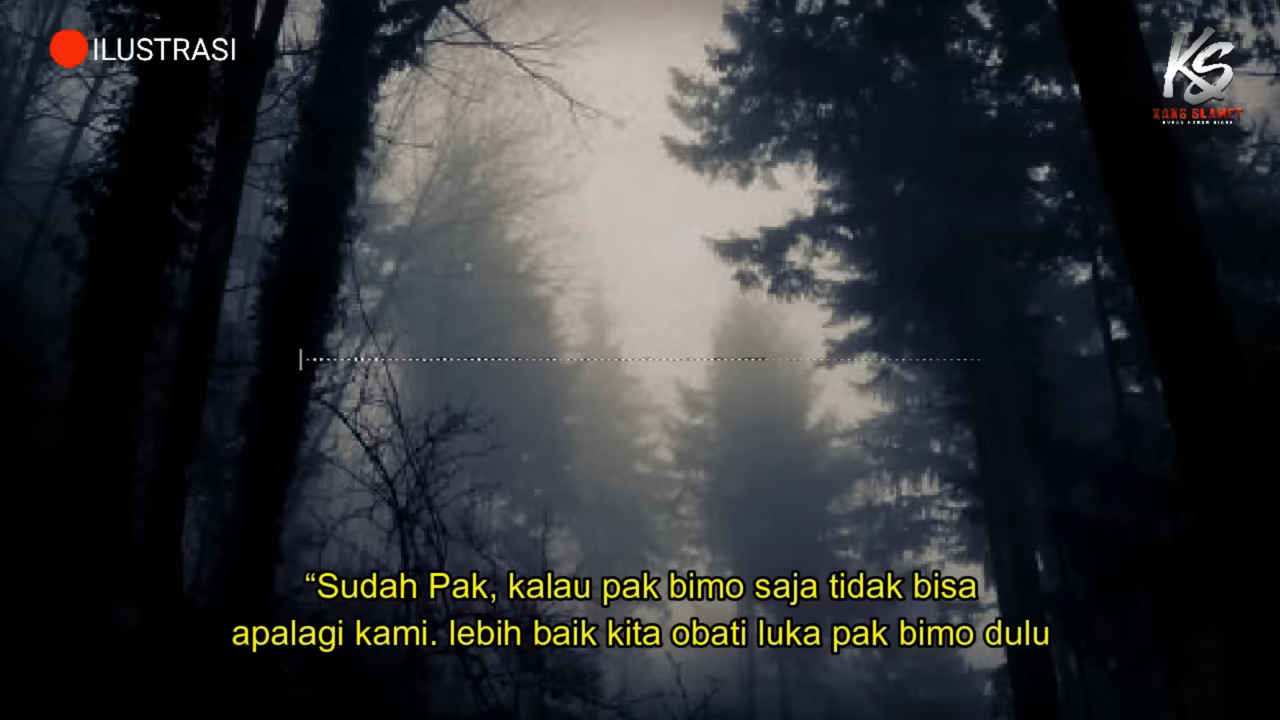 ILUSTRASI
KS
KANG SLAMET
“Sudah Pak, kalau pak bimo saja tidak bisa
apalagi kami. lebih baik kita obati luka pak bimo dulu